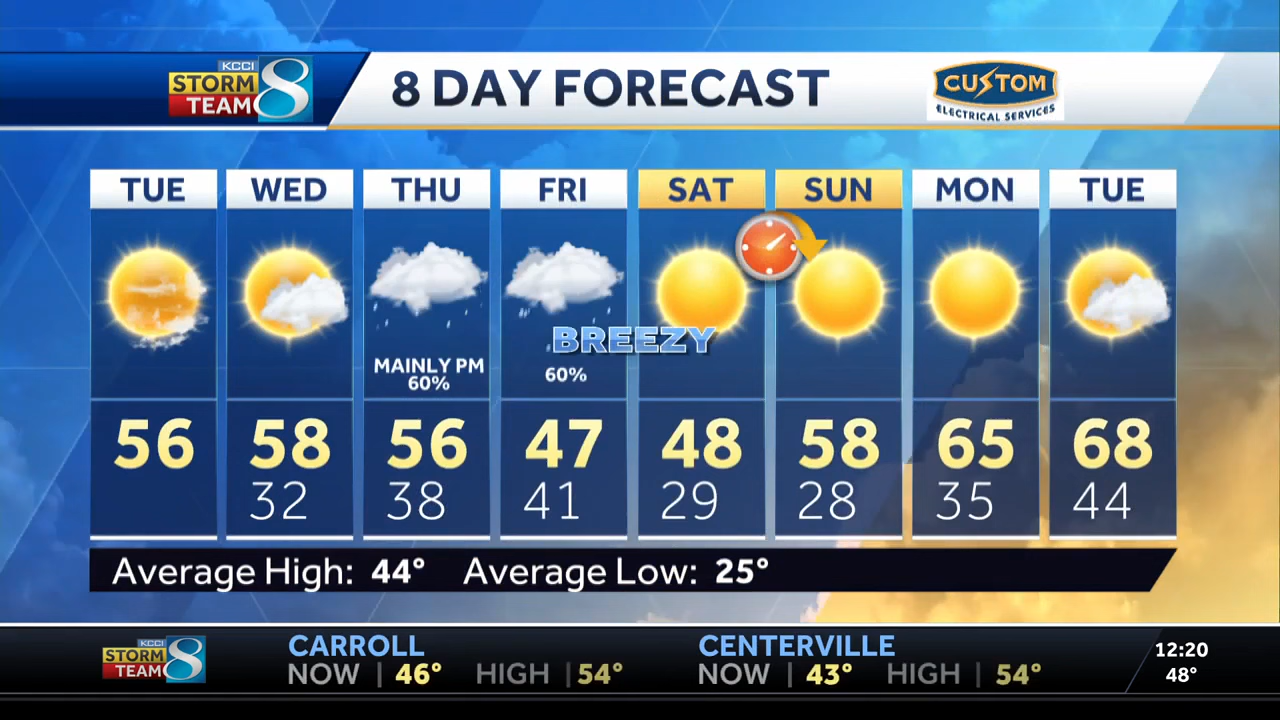 KCCI
STORM
TEAM 8
8 DAY FORECAST
CUSTOM
ELECTRICAL SERVICES
TUE WED THU FRI SAT SUN MON TUE
BREEZY
MAINLY PM
60% 60%
56 58 56 47 48 58 65 68
32 38 41 29 28 35 44
Average High: 44° Average Low: 25°
KCCI
STORM
TEAM 8
CARROLL
NOW | 46° HIGH | 54°
CENTERVILLE
NOW | 43° HIGH | 54°
12:20
48°